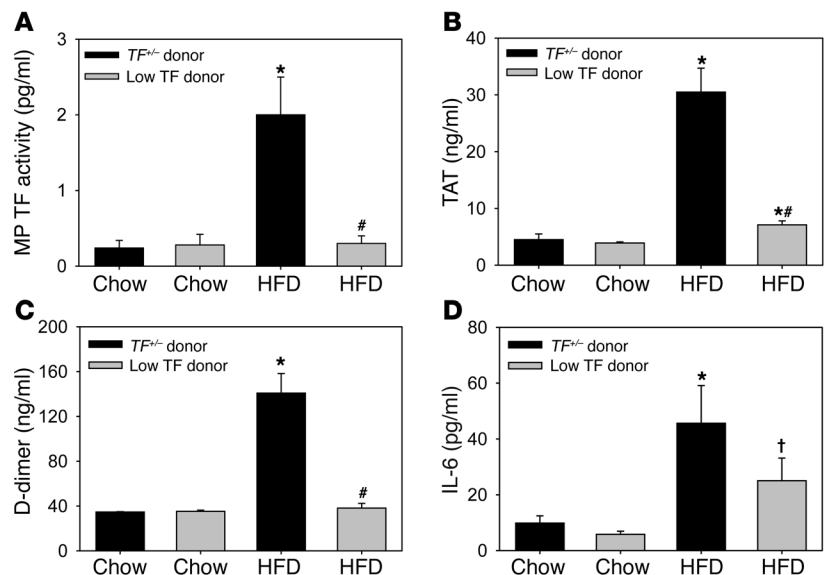 A
MP TF activity (pg/ml)
3
2
1
0
TF+/– donor
Low TF donor
*
#
Chow Chow HFD HFD
B
TAT (ng/ml)
40
30
20
10
0
TF+/– donor
Low TF donor
*
*#
Chow Chow HFD HFD
C
D-dimer (ng/ml)
200
160
120
80
40
0
TF+/– donor
Low TF donor
*
#
Chow Chow HFD HFD
D
IL-6 (pg/ml)
80
60
40
20
0
TF+/– donor
Low TF donor
*
†
Chow Chow HFD HFD